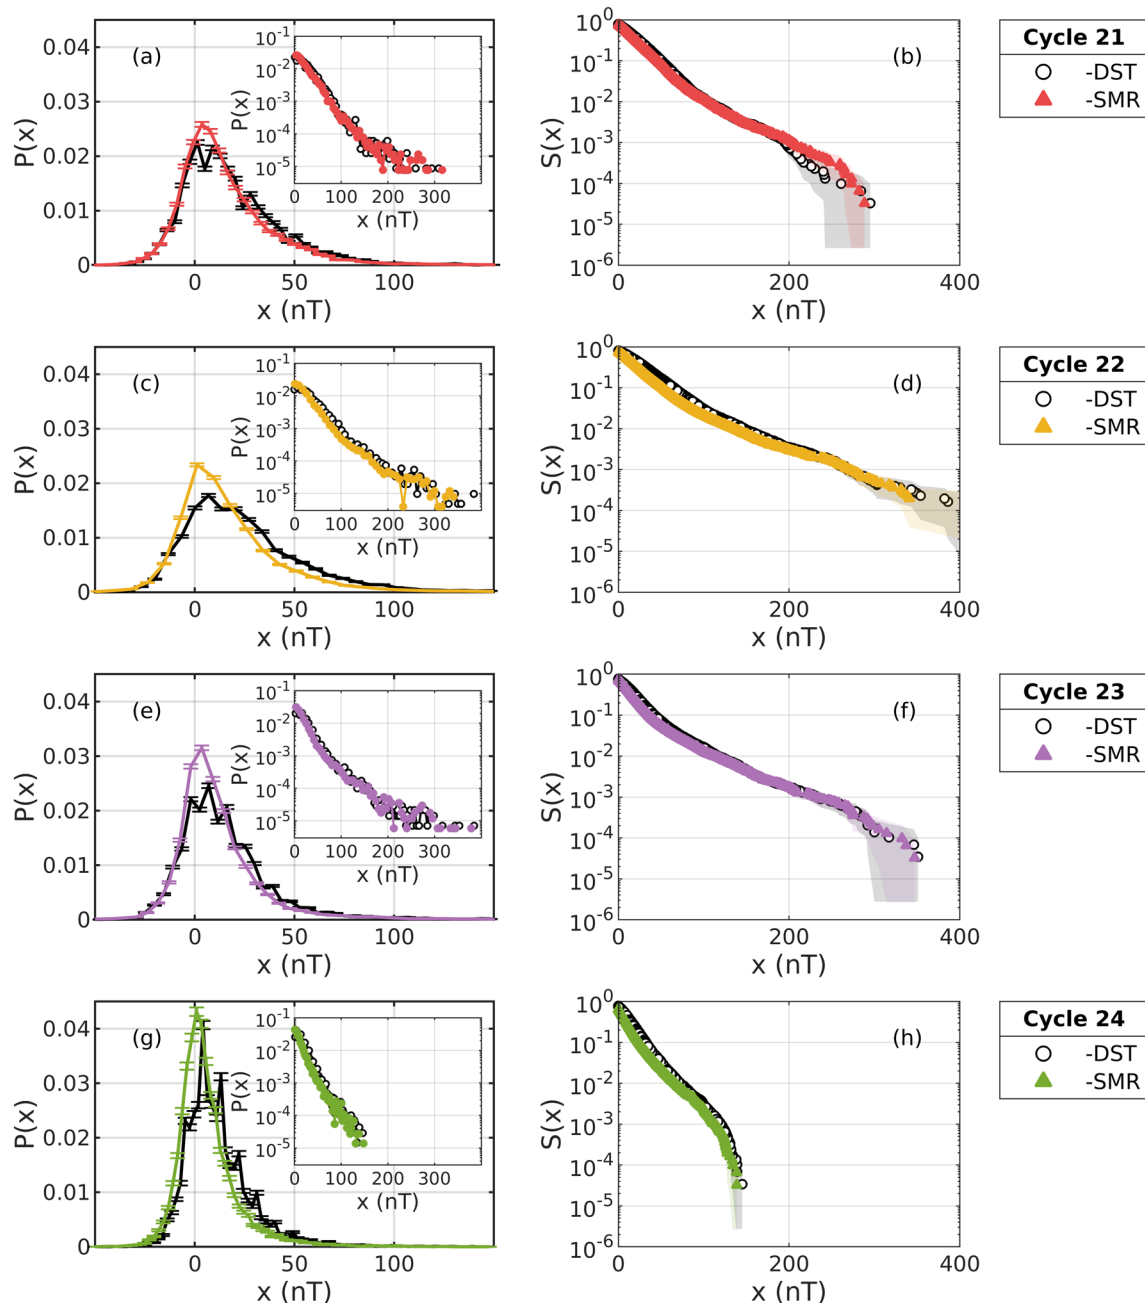 0.04
0.03
0.02
0.01
0
P(x)
(a)
0 50 100
x (nT)
10^-1
10^-2
10^-3
10^-4
10^-5
P(x)
0 100 200 300
x (nT)
10^0
10^-1
10^-2
10^-3
10^-4
10^-5
10^-6
S(x)
(b)
0 200 400
x (nT)
Cycle 21
-DST
-SMR
0.04
0.03
0.02
0.01
0
P(x)
(c)
0 50 100
x (nT)
10^-1
10^-2
10^-3
10^-4
10^-5
P(x)
0 100 200 300
x (nT)
10^0
10^-1
10^-2
10^-3
10^-4
10^-5
10^-6
S(x)
(d)
0 200 400
x (nT)
Cycle 22
-DST
-SMR
0.04
0.03
0.02
0.01
0
P(x)
(e)
0 50 100
x (nT)
10^-1
10^-2
10^-3
10^-4
10^-5
P(x)
0 100 200 300
x (nT)
10^0
10^-1
10^-2
10^-3
10^-4
10^-5
10^-6
S(x)
(f)
0 200 400
x (nT)
Cycle 23
-DST
-SMR
0.04
0.03
0.02
0.01
0
P(x)
(g)
0 50 100
x (nT)
10^-1
10^-2
10^-3
10^-4
10^-5
P(x)
0 100 200 300
x (nT)
10^0
10^-1
10^-2
10^-3
10^-4
10^-5
10^-6
S(x)
(h)
0 200 400
x (nT)
Cycle 24
-DST
-SMR